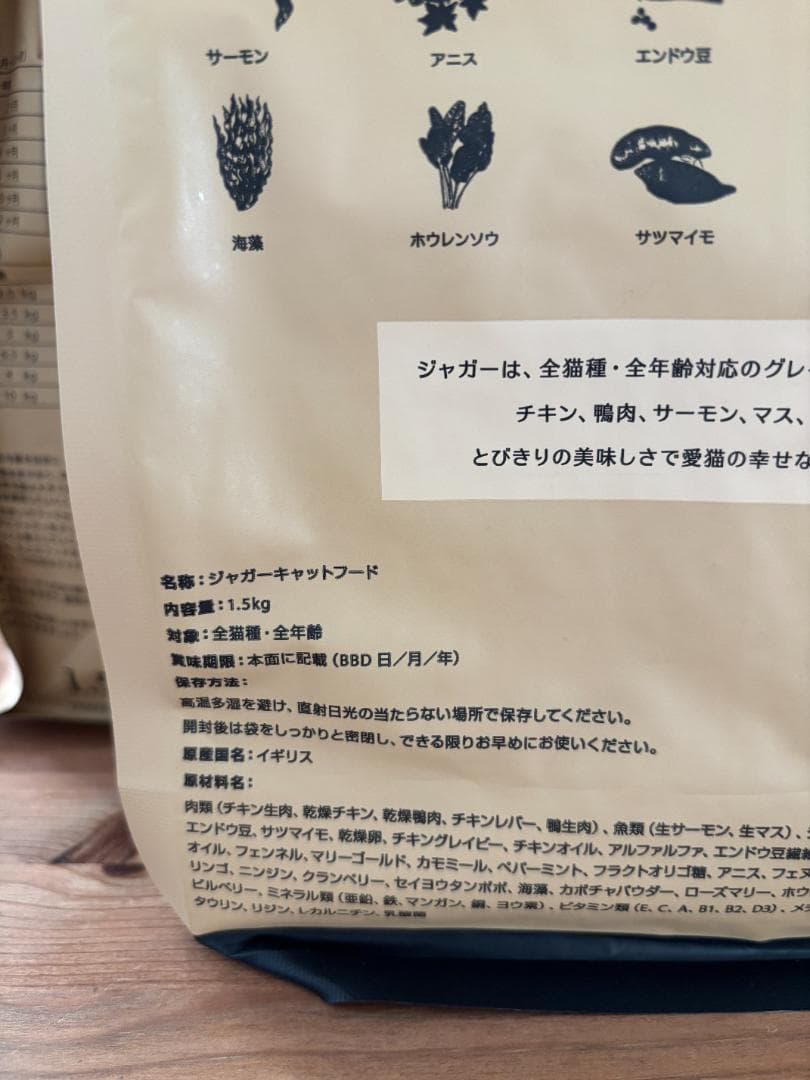 サーモン アニス エンドウ豆
海藻 ホウレンソウ サツマイモ
ジャガーは、全猫種・全年齢対応のグレ
チキン、鴨肉、サーモン、マス、
とびきりの美味しさで愛猫の幸せな
名称：ジャガーキャットフード
内容量：1.5kg
対象：全猫種・全年齢
賞味期限：本面に記載（BBD 日／月／年）
保存方法：
高温多湿を避け、直射日光の当たらない場所で保存してください。
開封後は袋をしっかりと密閉し、できる限りお早めにお使いください。
原産国名：イギリス
原材料名：
肉類（チキン生肉、乾燥チキン、乾燥鴨肉、チキンレバー、鴨生肉）、魚類（生サーモン、生マス）、
エンドウ豆、サツマイモ、乾燥卵、チキングレイビー、チキンオイル、アルファルファ、エンドウ豆繊維
オイル、フェンネル、マリーゴールド、カモミール、ペパーミント、フラクトオリゴ糖、アニス、フェヌ
リンゴ、ニンジン、クランベリー、セイヨウタンポポ、海藻、カボチャパウダー、ローズマリー、ホウ
ビルベリー、ミネラル類（亜鉛、鉄、マンガン、銅、ヨウ素）、ビタミン類（E、C、A、B1、B2、D3）、メチ
タウリン、リジン、L カルニチン、乳酸菌